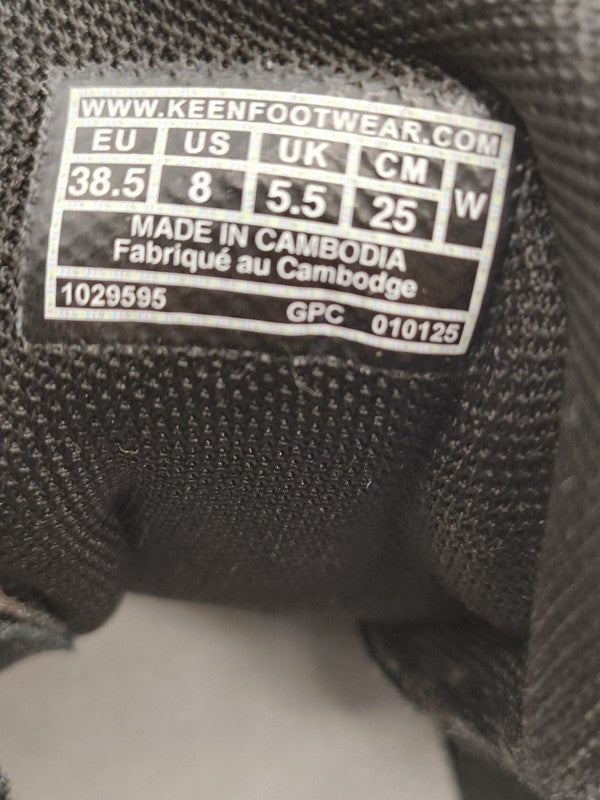 WWW.KEENFOOTWEAR.COM
EU US UK CM W
38.5 8 5.5 25
MADE IN CAMBODIA
Fabriqué au Cambodge
1029595 GPC 010125